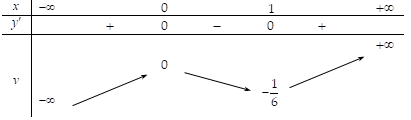 x −∞ 0 1 +∞
y′ + 0 − 0 +
+∞
0
y −∞ −1/6